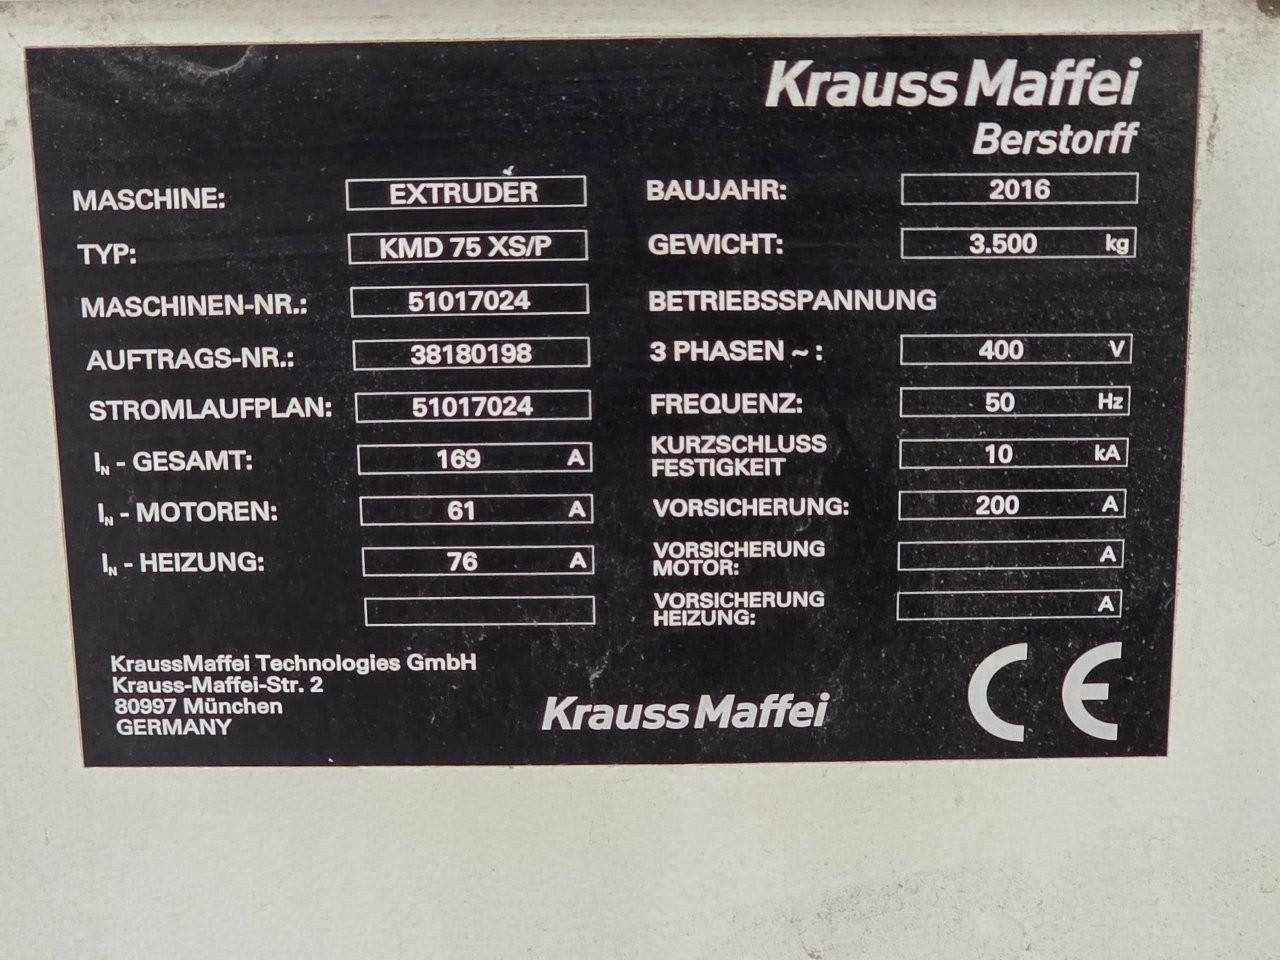 KraussMaffei
Berstorff
MASCHINE: EXTRUDER
TYP: KMD 75 XS/P
MASCHINEN-NR.: 51017024
AUFTRAGS-NR.: 38180198
STROMLAUFPLAN: 51017024
IN - GESAMT: 169 A
IN - MOTOREN: 61 A
IN - HEIZUNG: 76 A
BAUJAHR: 2016
GEWICHT: 3.500 kg
BETRIEBSSPANNUNG
3 PHASEN ~ : 400 V
FREQUENZ: 50 Hz
KURZSCHLUSS
FESTIGKEIT 10 kA
VORSICHERUNG: 200 A
VORSICHERUNG
MOTOR: A
VORSICHERUNG
HEIZUNG: A
KraussMaffei Technologies GmbH
Krauss-Maffei-Str. 2
80997 München
GERMANY
KraussMaffei
CE